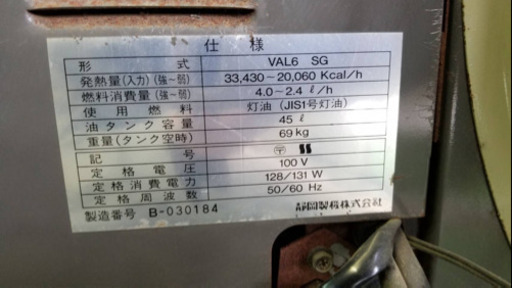 仕様
形式 VAL6 SG
発熱量(入力)(強~弱) 33,430~20,060 Kcal/h
燃料消費量(強~弱) 4.0~2.4 ℓ/h
使用燃料 灯油(JIS1号灯油)
油タンク容量 45 ℓ
重量(タンク空時) 69kg
記号 〒 SS
定格電圧 100 V
定格消費電力 128/131 W
定格周波数 50/60 Hz
製造番号 B-030184 製機株式会社